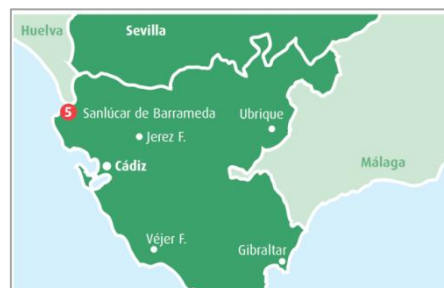 Huelva
Sevilla
5 Sanlúcar de Barrameda
Ubrique
Jerez F.
Cádiz
Málaga
Véjer F.
Gibraltar